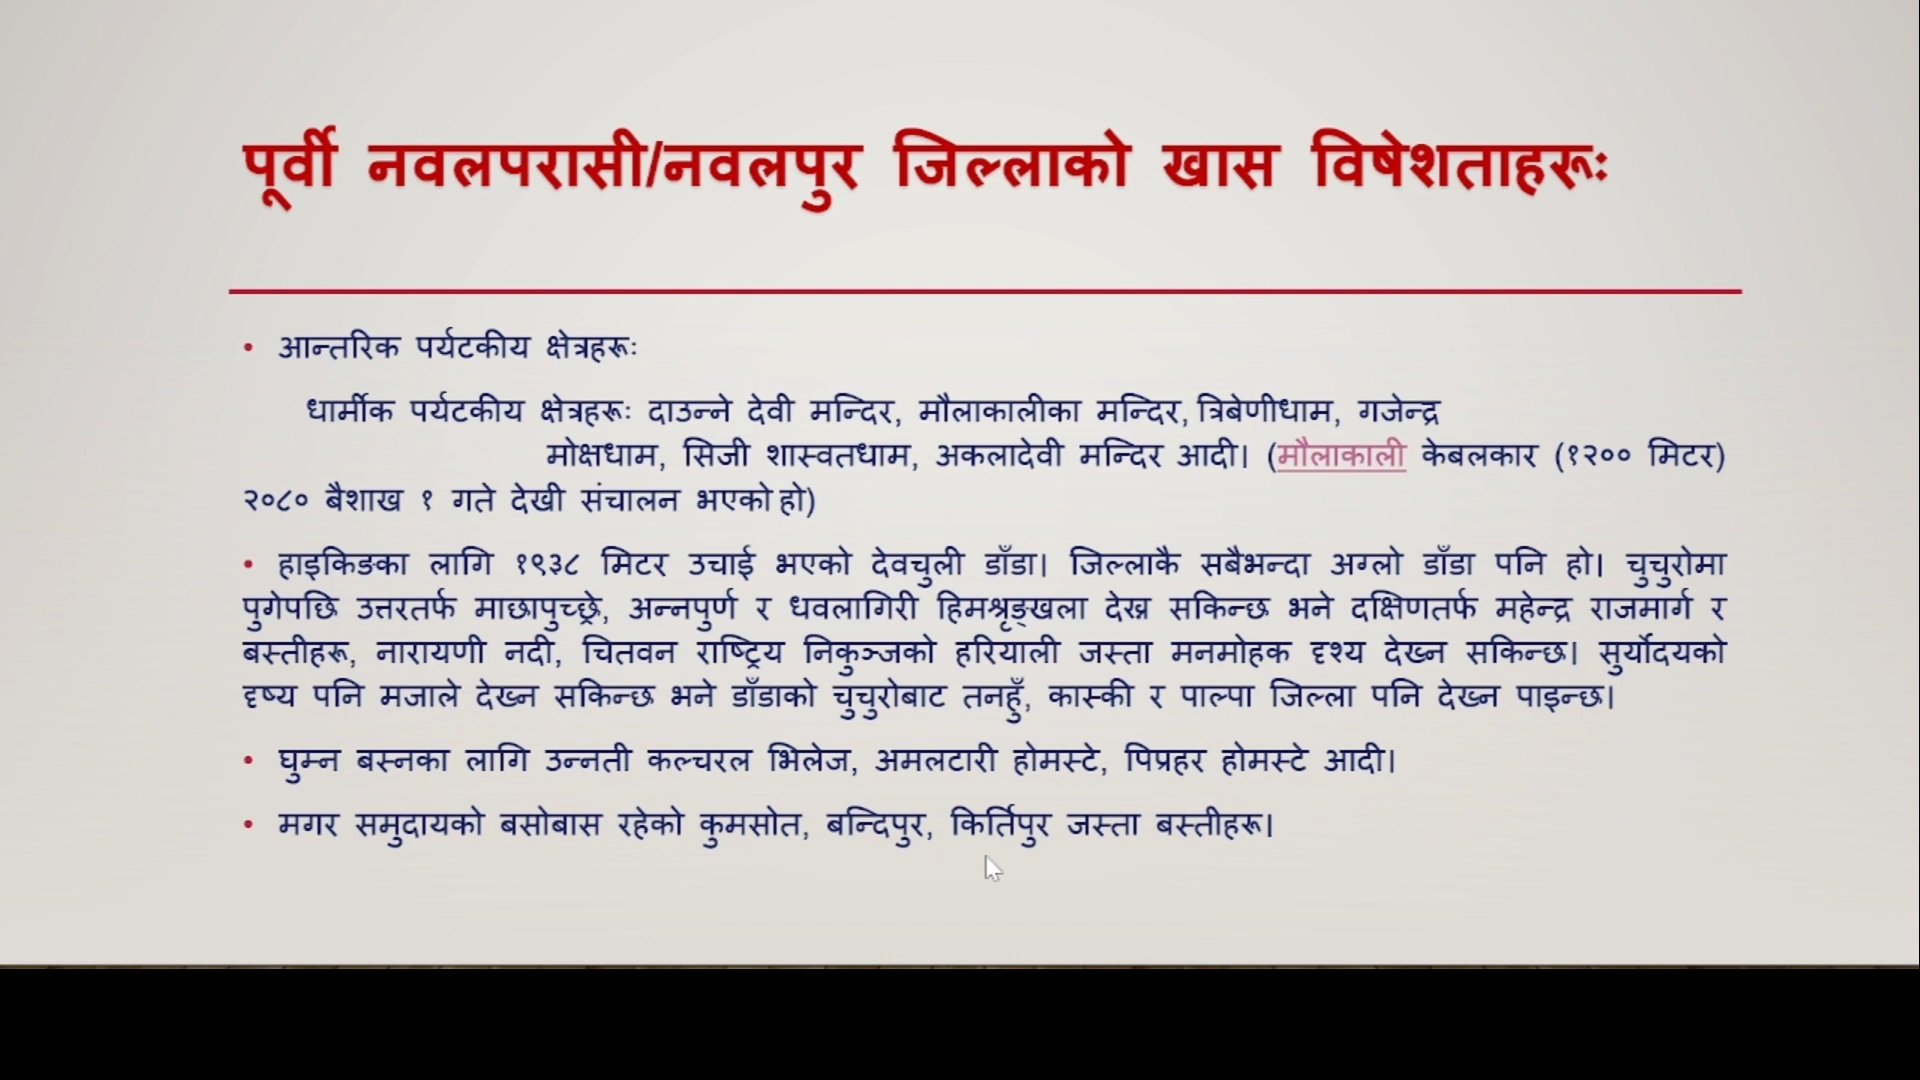 पूर्वी नवलपरासी/नवलपुर जिल्लाको खास विषेशताहरूः
• आन्तरिक पर्यटकीय क्षेत्रहरूः
धार्मीक पर्यटकीय क्षेत्रहरूः दाउन्ने देवी मन्दिर, मौलाकालीका मन्दिर, त्रिबेणीधाम, गजेन्द्र
मोक्षधाम, सिजी शास्वतधाम, अकलादेवी मन्दिर आदी। (मौलाकाली केबलकार (१२०० मिटर)
२०८० बैशाख १ गते देखी संचालन भएको हो)
• हाइकिङका लागि १९३८ मिटर उचाई भएको देवचुली डाँडा। जिल्लाकै सबैभन्दा अग्लो डाँडा पनि हो। चुचुरोमा
पुगेपछि उत्तरतर्फ माछापुच्छ्रे, अन्नपुर्ण र धवलागिरी हिमश्रृङ्खला देख्न सकिन्छ भने दक्षिणतर्फ महेन्द्र राजमार्ग र
बस्तीहरू, नारायणी नदी, चितवन राष्ट्रिय निकुञ्जको हरियाली जस्ता मनमोहक दृश्य देख्न सकिन्छ। सुर्योदयको
दृष्य पनि मजाले देख्न सकिन्छ भने डाँडाको चुचुरोबाट तनहुँ, कास्की र पाल्पा जिल्ला पनि देख्न पाइन्छ।
• घुम्न बस्नका लागि उन्नती कल्चरल भिलेज, अमलटारी होमस्टे, पिप्रहर होमस्टे आदी।
• मगर समुदायको बसोबास रहेको कुमसोत, बन्दिपुर, किर्तिपुर जस्ता बस्तीहरू।